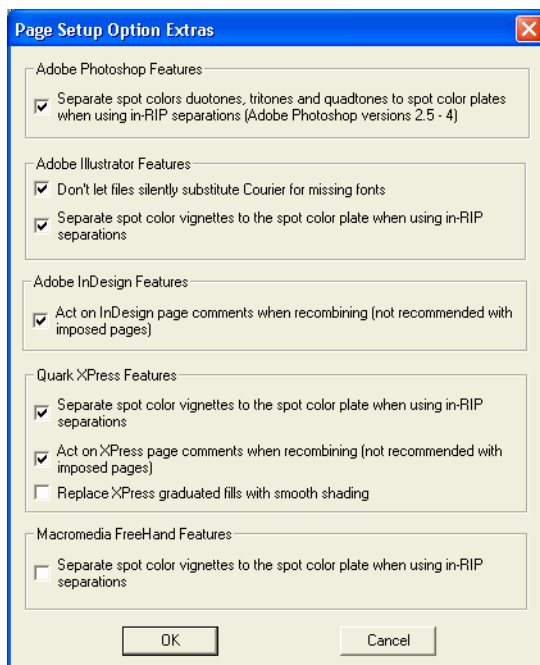 Page Setup Option Extras
Adobe Photoshop Features
Separate spot colors duotones, tritones and quadtones to spot color plates
when using in-RIP separations (Adobe Photoshop versions 2.5 - 4)
Adobe Illustrator Features
Don't let files silently substitute Courier for missing fonts
Separate spot color vignettes to the spot color plate when using in-RIP
separations
Adobe InDesign Features
Act on InDesign page comments when recombining (not recommended with
imposed pages)
Quark XPress Features
Separate spot color vignettes to the spot color plate when using in-RIP
separations
Act on XPress page comments when recombining (not recommended with
imposed pages)
Replace XPress graduated fills with smooth shading
Macromedia FreeHand Features
Separate spot color vignettes to the spot color plate when using in-RIP
separations
OK
Cancel